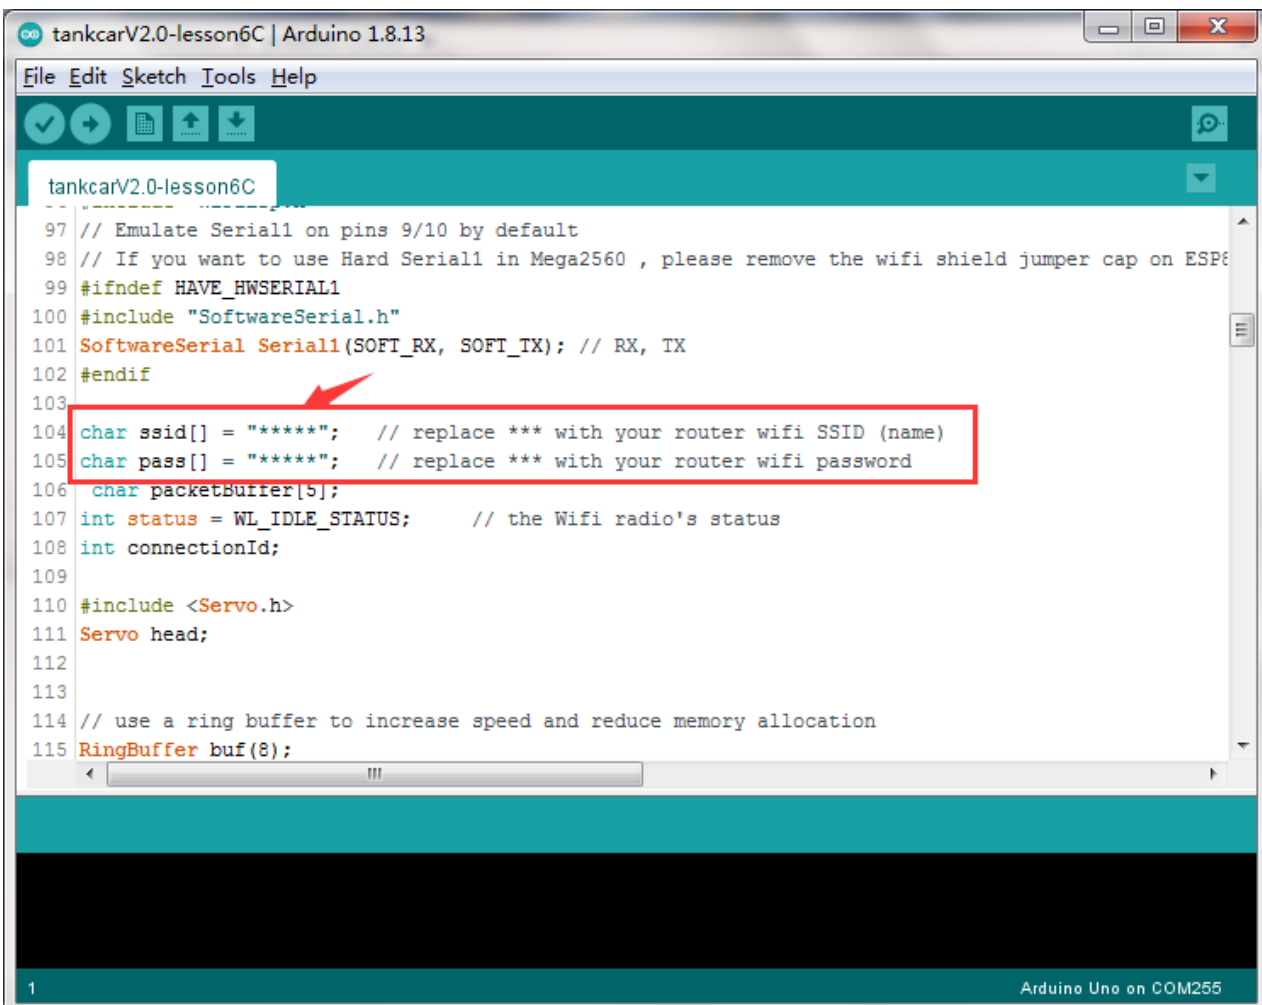 tankcarV2.0-lesson6C | Arduino 1.8.13
File Edit Sketch Tools Help
tankcarV2.0-lesson6C
97 // Emulate Serial1 on pins 9/10 by default
98 // If you want to use Hard Serial1 in Mega2560 , please remove the wifi shield jumper cap on ESP8
99 #ifndef HAVE_HWSERIAL1
100 #include "SoftwareSerial.h"
101 SoftwareSerial Serial1(SOFT_RX, SOFT_TX); // RX, TX
102 #endif
103
104 char ssid[] = "*****";   // replace *** with your router wifi SSID (name)
105 char pass[] = "*****";   // replace *** with your router wifi password
106  char packetBuffer[5];
107 int status = WL_IDLE_STATUS;     // the Wifi radio's status
108 int connectionId;
109
110 #include <Servo.h>
111 Servo head;
112
113
114 // use a ring buffer to increase speed and reduce memory allocation
115 RingBuffer buf(8);
1 Arduino Uno on COM255